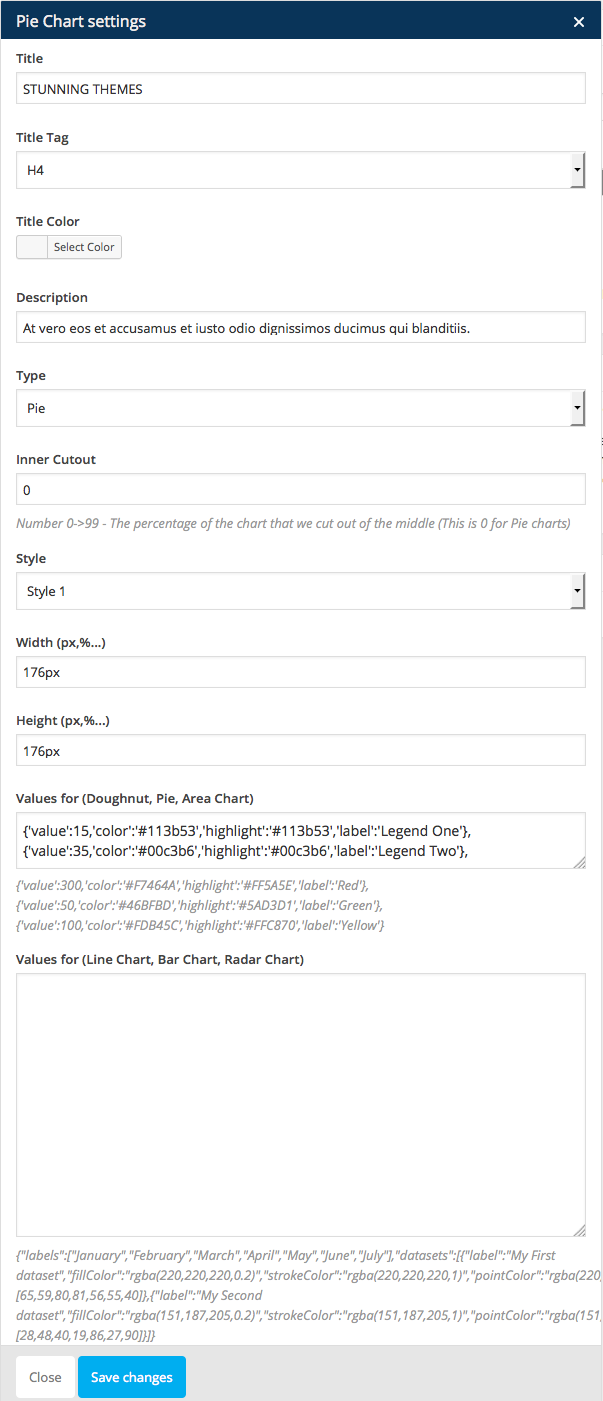 Pie Chart settings ×
Title
STUNNING THEMES
Title Tag
H4
Title Color
Select Color
Description
At vero eos et accusamus et iusto odio dignissimos ducimus qui blanditiis.
Type
Pie
Inner Cutout
0
Number 0->99 - The percentage of the chart that we cut out of the middle (This is 0 for Pie charts)
Style
Style 1
Width (px,%...)
176px
Height (px,%...)
176px
Values for (Doughnut, Pie, Area Chart)
{'value':15,'color':'#113b53','highlight':'#113b53','label':'Legend One'},
{'value':35,'color':'#00c3b6','highlight':'#00c3b6','label':'Legend Two'},
{'value':300,'color':'#F7464A','highlight':'#FF5A5E','label':'Red'},
{'value':50,'color':'#46BFBD','highlight':'#5AD3D1','label':'Green'},
{'value':100,'color':'#FDB45C','highlight':'#FFC870','label':'Yellow'}
Values for (Line Chart, Bar Chart, Radar Chart)
{"labels":["January","February","March","April","May","June","July"],"datasets":[{"label":"My First
dataset","fillColor":"rgba(220,220,220,0.2)","strokeColor":"rgba(220,220,220,1)","pointColor":"rgba(220,
[65,59,80,81,56,55,40]},{"label":"My Second
dataset","fillColor":"rgba(151,187,205,0.2)","strokeColor":"rgba(151,187,205,1)","pointColor":"rgba(151,
[28,48,40,19,86,27,90]}]}
Close
Save changes